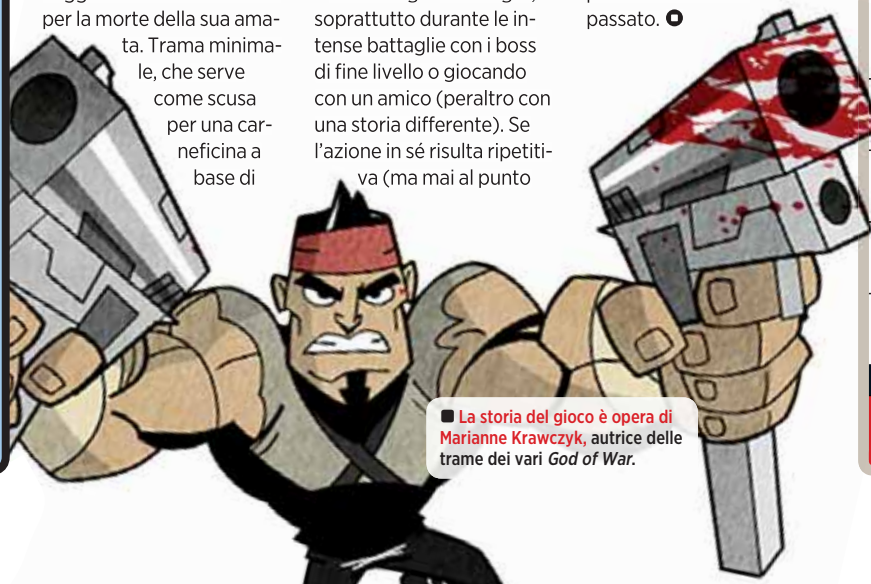 per la morte della sua ama-
ta. Trama minima-
le, che serve
come scusa
per una car-
neficina a
base di
soprattutto durante le in-
tense battaglie con i boss
di fine livello o giocando
con un amico (peraltro con
una storia differente). Se
l’azione in sé risulta ripetiti-
va (ma mai al punto
passato.
La storia del gioco è opera di
Marianne Krawczyk, autrice delle
trame dei vari God of War.